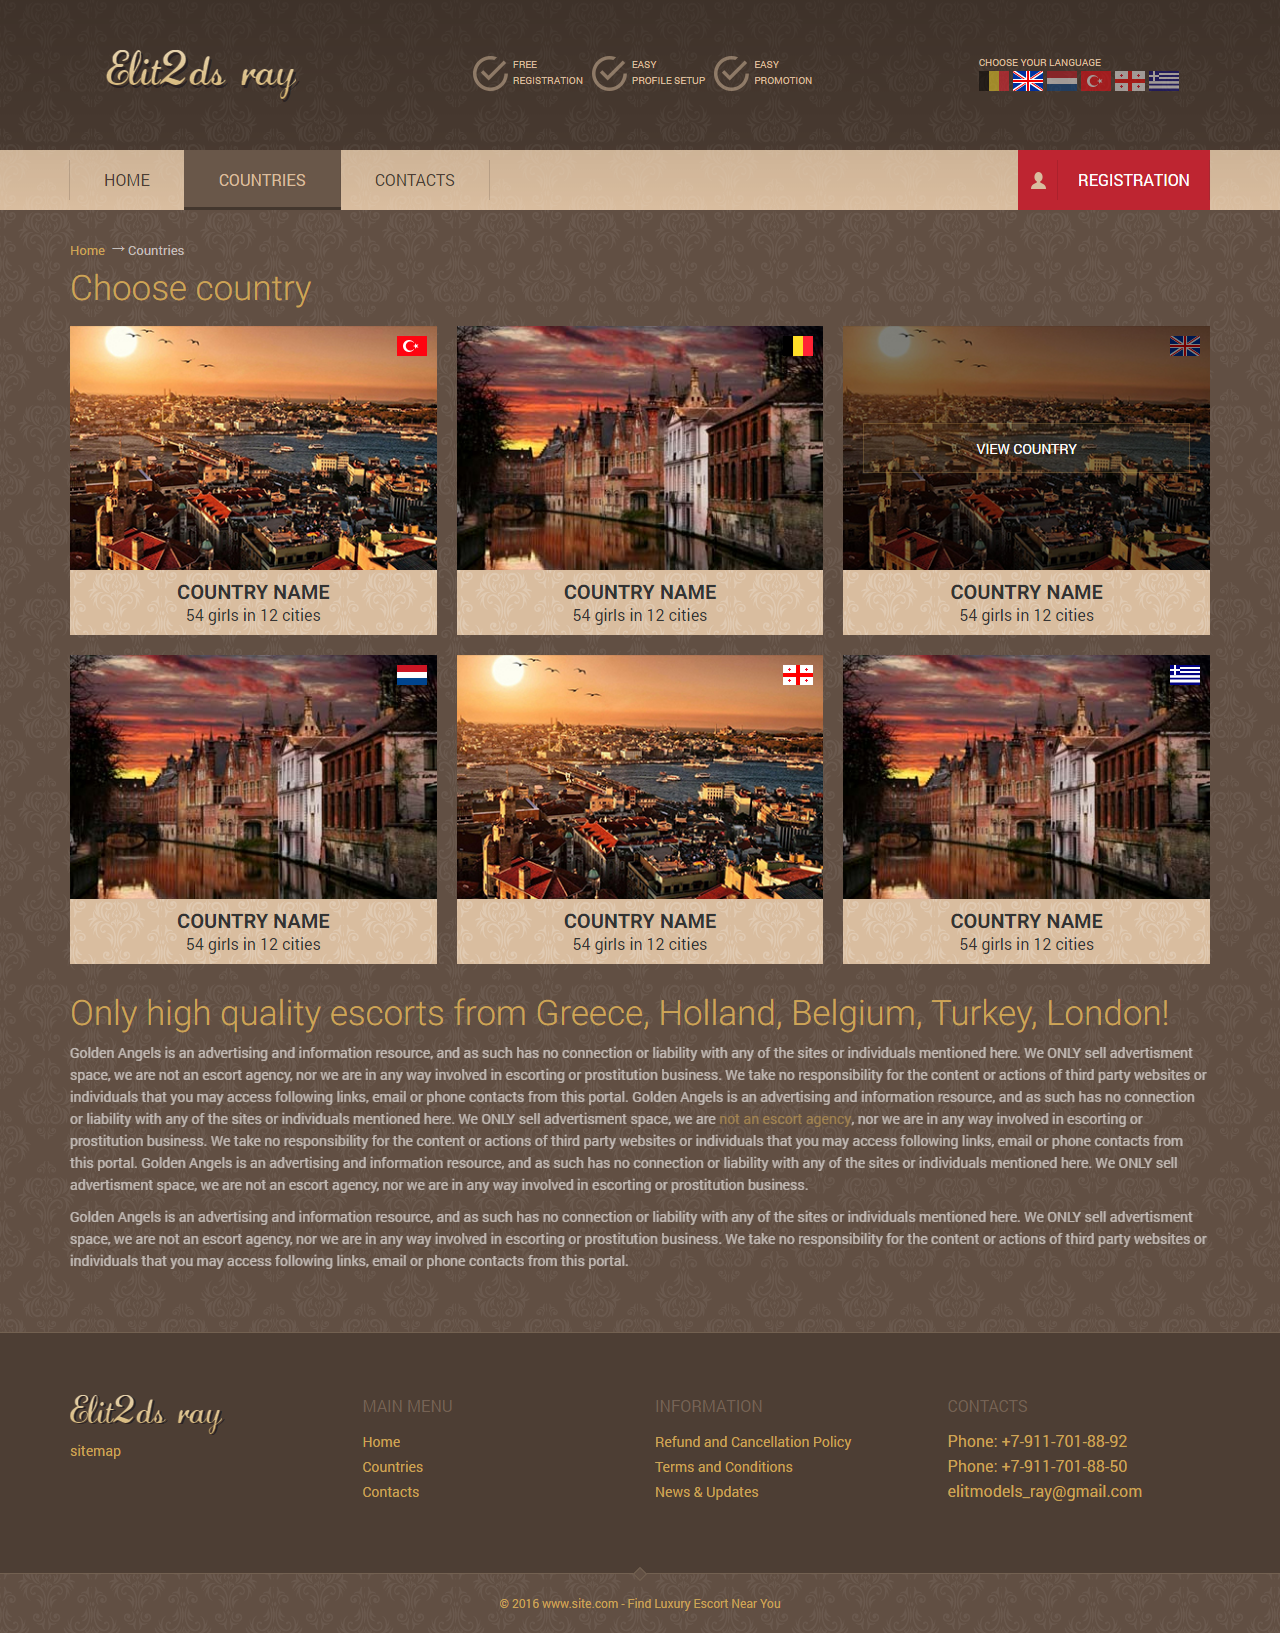 Elit2ds ray
FREE
REGISTRATION
EASY
PROFILE SETUP
EASY
PROMOTION
CHOOSE YOUR LANGUAGE
HOME
COUNTRIES
CONTACTS
REGISTRATION
Home → Countries
Choose country
VIEW COUNTRY
COUNTRY NAME
54 girls in 12 cities
COUNTRY NAME
54 girls in 12 cities
COUNTRY NAME
54 girls in 12 cities
COUNTRY NAME
54 girls in 12 cities
COUNTRY NAME
54 girls in 12 cities
COUNTRY NAME
54 girls in 12 cities
Only high quality escorts from Greece, Holland, Belgium, Turkey, London!
Golden Angels is an advertising and information resource, and as such has no connection or liability with any of the sites or individuals mentioned here. We ONLY sell advertisment
space, we are not an escort agency, nor we are in any way involved in escorting or prostitution business. We take no responsibility for the content or actions of third party websites or
individuals that you may access following links, email or phone contacts from this portal. Golden Angels is an advertising and information resource, and as such has no connection
or liability with any of the sites or individuals mentioned here. We ONLY sell advertisment space, we are not an escort agency, nor we are in any way involved in escorting or
prostitution business. We take no responsibility for the content or actions of third party websites or individuals that you may access following links, email or phone contacts from
this portal. Golden Angels is an advertising and information resource, and as such has no connection or liability with any of the sites or individuals mentioned here. We ONLY sell
advertisment space, we are not an escort agency, nor we are in any way involved in escorting or prostitution business.
Golden Angels is an advertising and information resource, and as such has no connection or liability with any of the sites or individuals mentioned here. We ONLY sell advertisment
space, we are not an escort agency, nor we are in any way involved in escorting or prostitution business. We take no responsibility for the content or actions of third party websites or
individuals that you may access following links, email or phone contacts from this portal.
Elit2ds ray
sitemap
MAIN MENU
Home
Countries
Contacts
INFORMATION
Refund and Cancellation Policy
Terms and Conditions
News & Updates
CONTACTS
Phone: +7-911-701-88-92
Phone: +7-911-701-88-50
elitmodels_ray@gmail.com
© 2016 www.site.com - Find Luxury Escort Near You